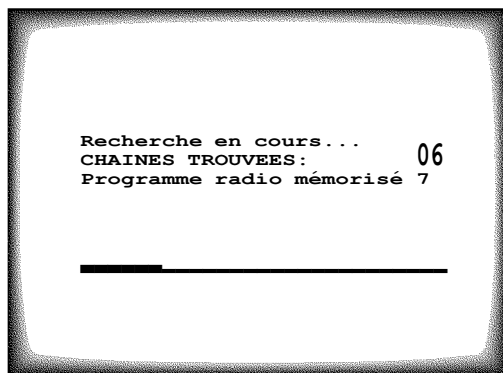 Recherche en cours...
CHAINES TROUVEES: 06
Programme radio mémorisé 7